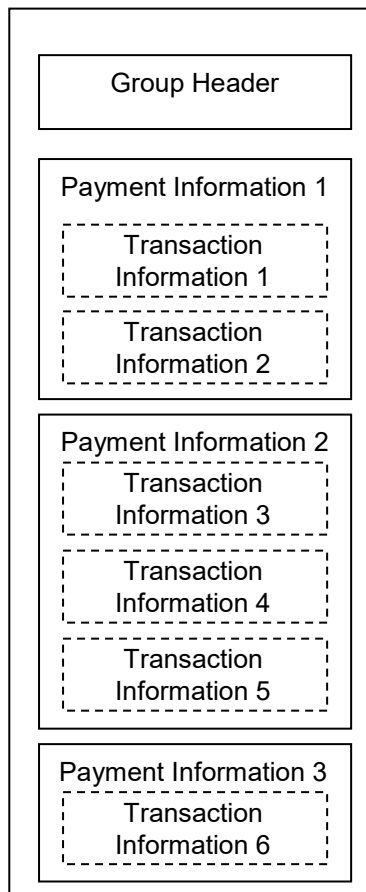 Group Header
Payment Information 1
Transaction
Information 1
Transaction
Information 2
Payment Information 2
Transaction
Information 3
Transaction
Information 4
Transaction
Information 5
Payment Information 3
Transaction
Information 6